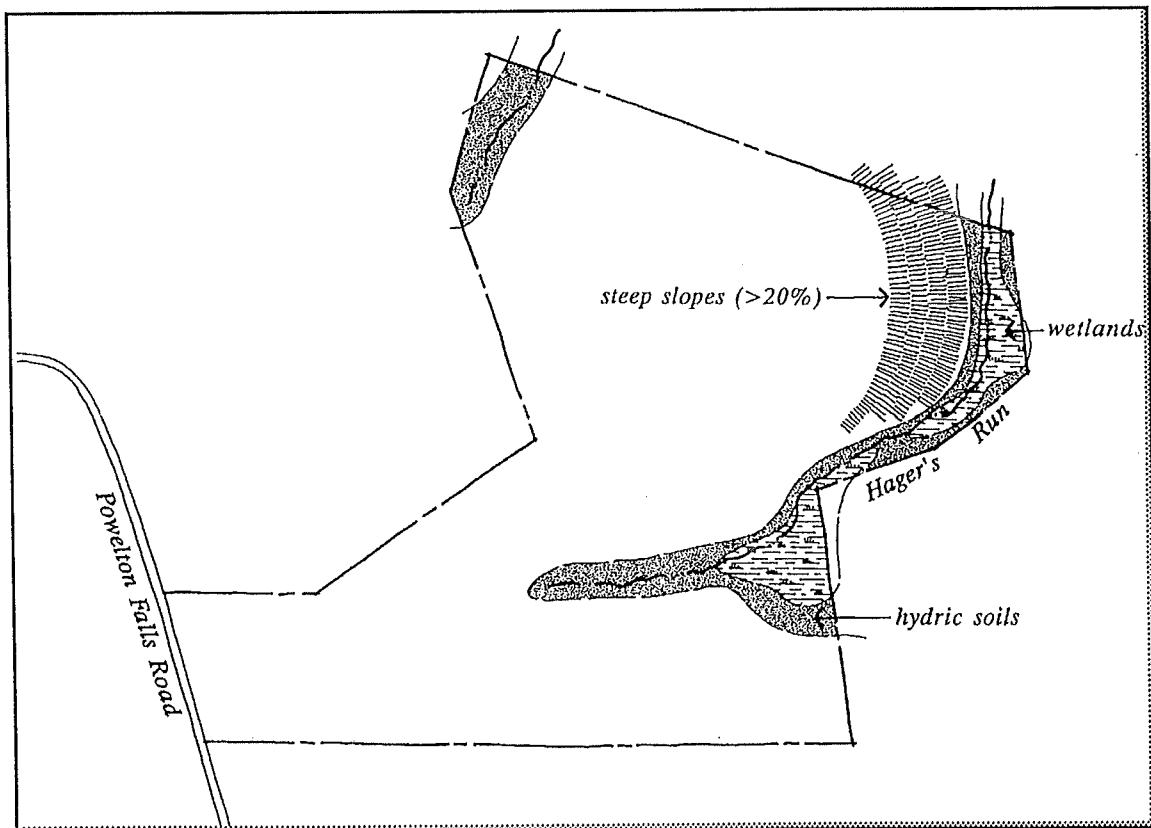 steep slopes (>20%)
wetlands
Hager's Run
Powelton Falls Road
hydric soils